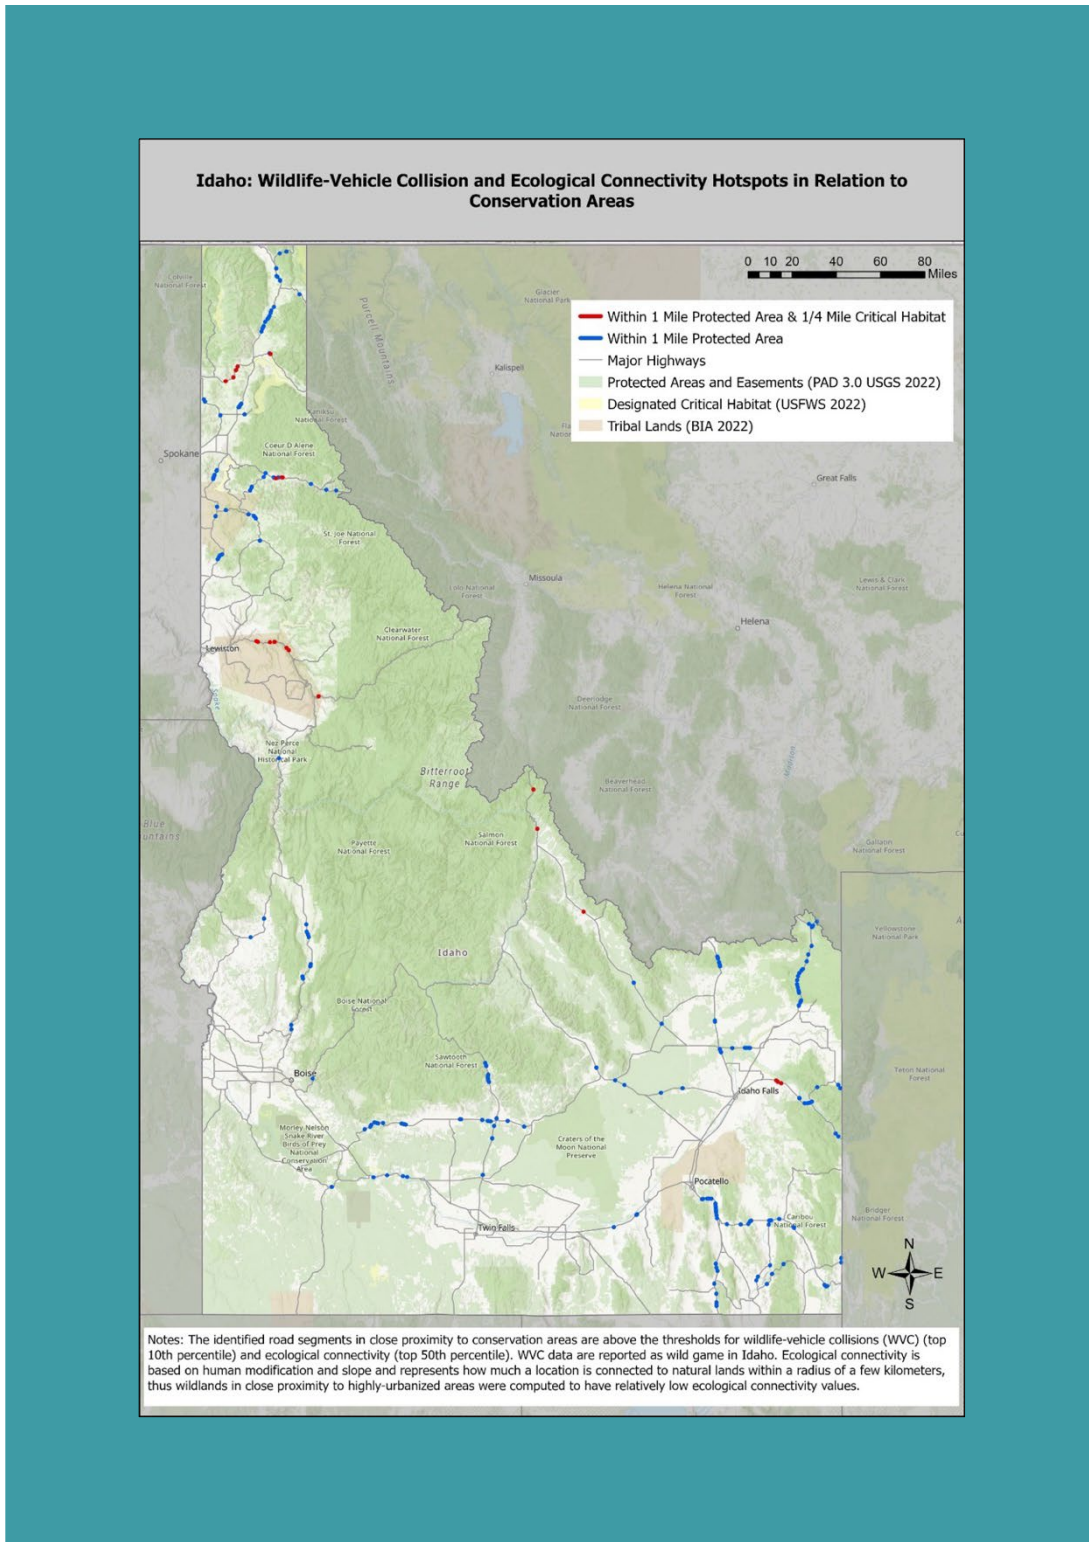 Idaho: Wildlife-Vehicle Collision and Ecological Connectivity Hotspots in Relation to
Conservation Areas
0 10 20 40 60 80
Miles
Within 1 Mile Protected Area & 1/4 Mile Critical Habitat
Within 1 Mile Protected Area
Major Highways
Protected Areas and Easements (PAD 3.0 USGS 2022)
Designated Critical Habitat (USFWS 2022)
Tribal Lands (BIA 2022)
Colville
National Forest
Glacier
National Park
Purcell Mountains
Kalispell
Kaniksu
National Forest
Coeur D Alene
National Forest
Spokane
Great Falls
St. Joe National
Forest
Missoula
Lolo National
Forest
Helena National
Forest
Lewis & Clark
National Forest
Helena
Clearwater
National Forest
Lewiston
Snake
Deerlodge
National Forest
Nez Perce
National
Historical Park
Bitterroot
Range
Beaverhead
National Forest
Madison
Blue
untains
Payette
National Forest
Salmon
National Forest
Gallatin
National Forest
Yellowstone
National Park
Idaho
Boise National
Forest
Sawtooth
National Forest
Boise
Teton National
Forest
Idaho Falls
Morley Nelson
Snake River
Birds of Prey
National
Conservation
Area
Craters of the
Moon National
Preserve
Pocatello
Twin Falls
Caribou
National Forest
Bridger
National Forest
N
W E
S
Notes: The identified road segments in close proximity to conservation areas are above the thresholds for wildlife-vehicle collisions (WVC) (top
10th percentile) and ecological connectivity (top 50th percentile). WVC data are reported as wild game in Idaho. Ecological connectivity is
based on human modification and slope and represents how much a location is connected to natural lands within a radius of a few kilometers,
thus wildlands in close proximity to highly-urbanized areas were computed to have relatively low ecological connectivity values.